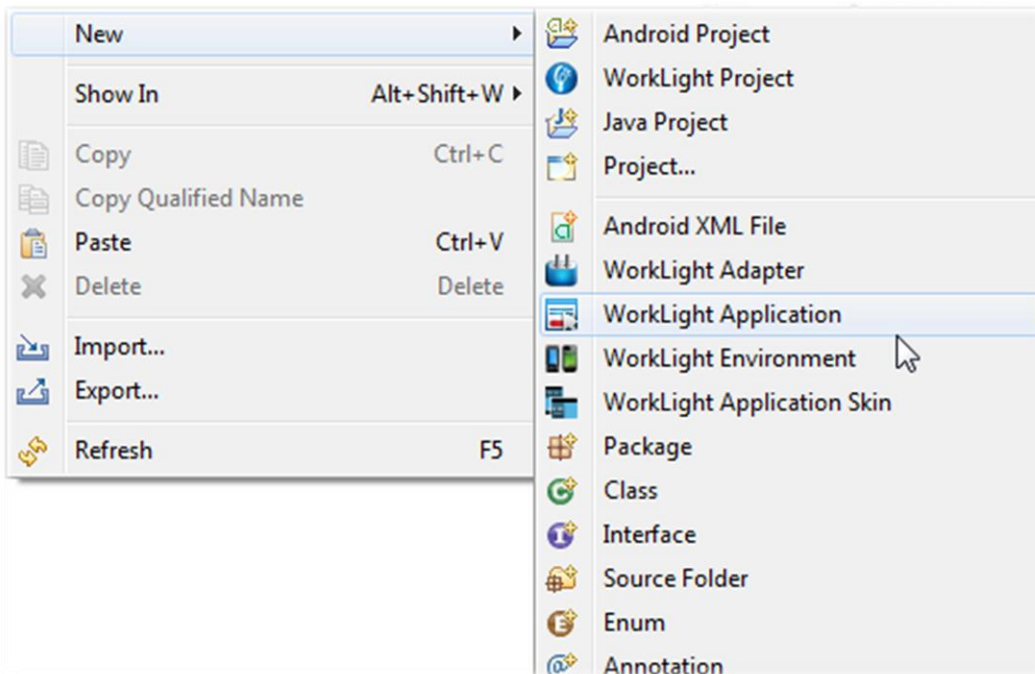 New
Show In Alt+Shift+W
Copy Ctrl+C
Copy Qualified Name
Paste Ctrl+V
Delete Delete
Import...
Export...
Refresh F5
Android Project
WorkLight Project
Java Project
Project...
Android XML File
WorkLight Adapter
WorkLight Application
WorkLight Environment
WorkLight Application Skin
Package
Class
Interface
Source Folder
Enum
Annotation